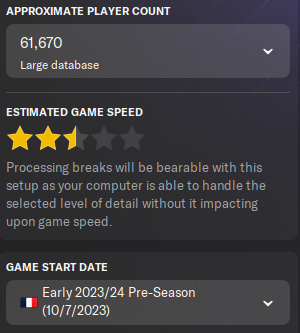 APPROXIMATE PLAYER COUNT
61,670
Large database
ESTIMATED GAME SPEED
Processing breaks will be bearable with this
setup as your computer is able to handle the
selected level of detail without it impacting
upon game speed.
GAME START DATE
Early 2023/24 Pre-Season
(10/7/2023)